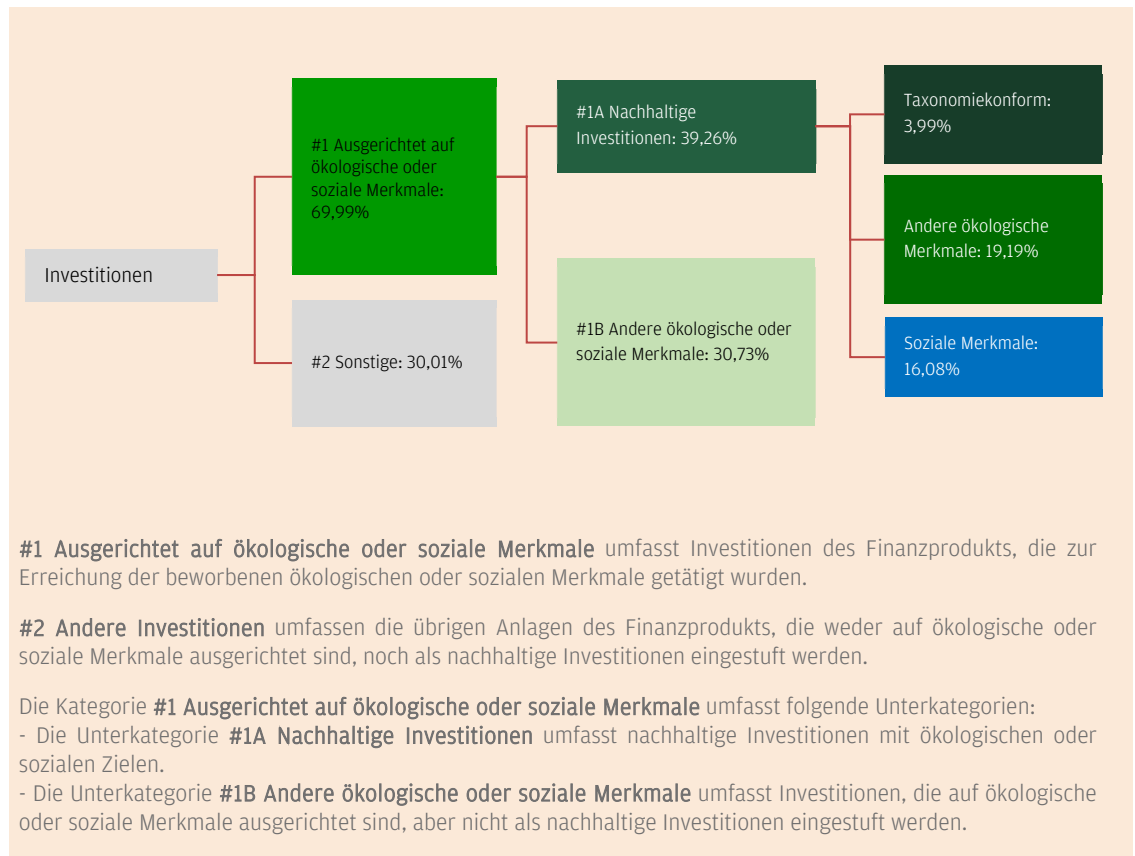 Investitionen
#1 Ausgerichtet auf
ökologische oder
soziale Merkmale:
69,99%
#2 Sonstige: 30,01%
#1A Nachhaltige
Investitionen: 39,26%
#1B Andere ökologische oder
soziale Merkmale: 30,73%
Taxonomiekonform:
3,99%
Andere ökologische
Merkmale: 19,19%
Soziale Merkmale:
16,08%
#1 Ausgerichtet auf ökologische oder soziale Merkmale umfasst Investitionen des Finanzprodukts, die zur
Erreichung der beworbenen ökologischen oder sozialen Merkmale getätigt wurden.
#2 Andere Investitionen umfassen die übrigen Anlagen des Finanzprodukts, die weder auf ökologische oder
soziale Merkmale ausgerichtet sind, noch als nachhaltige Investitionen eingestuft werden.
Die Kategorie #1 Ausgerichtet auf ökologische oder soziale Merkmale umfasst folgende Unterkategorien:
- Die Unterkategorie #1A Nachhaltige Investitionen umfasst nachhaltige Investitionen mit ökologischen oder
sozialen Zielen.
- Die Unterkategorie #1B Andere ökologische oder soziale Merkmale umfasst Investitionen, die auf ökologische
oder soziale Merkmale ausgerichtet sind, aber nicht als nachhaltige Investitionen eingestuft werden.